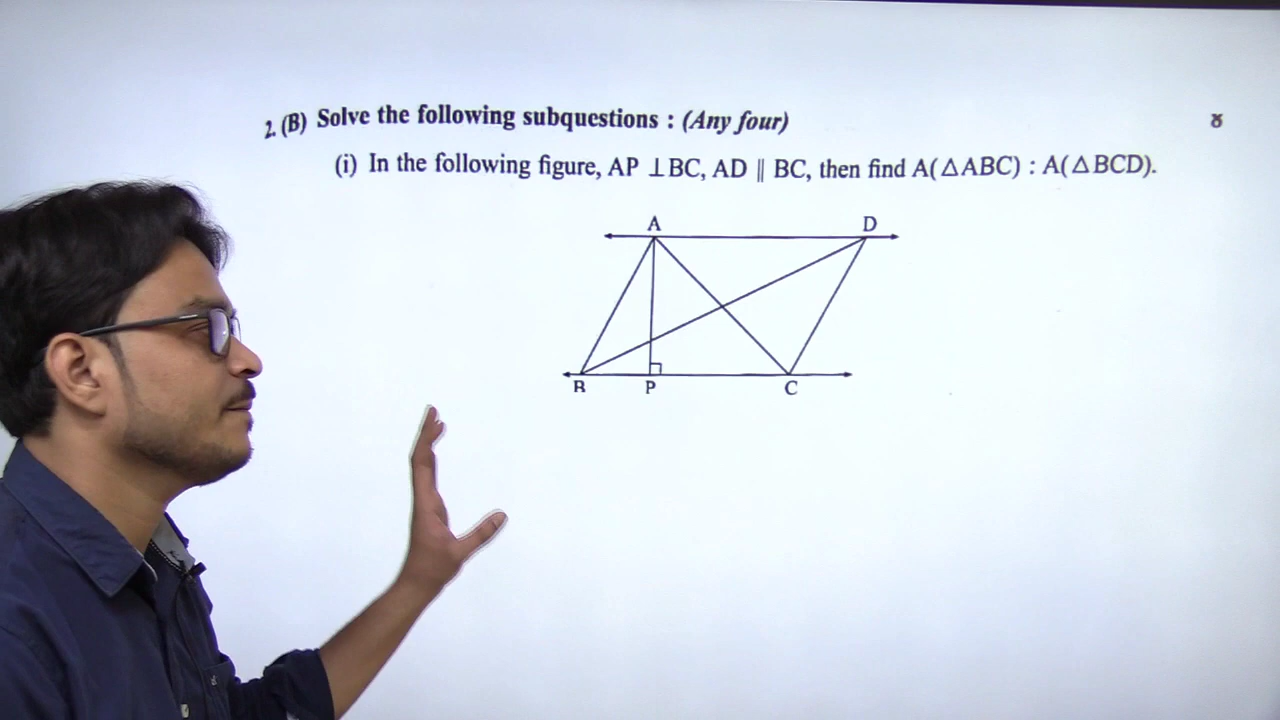 2. (B) Solve the following subquestions : (Any four) 8
(i) In the following figure, AP ⊥ BC, AD ∥ BC, then find A(△ABC) : A(△BCD).
A D
B P C